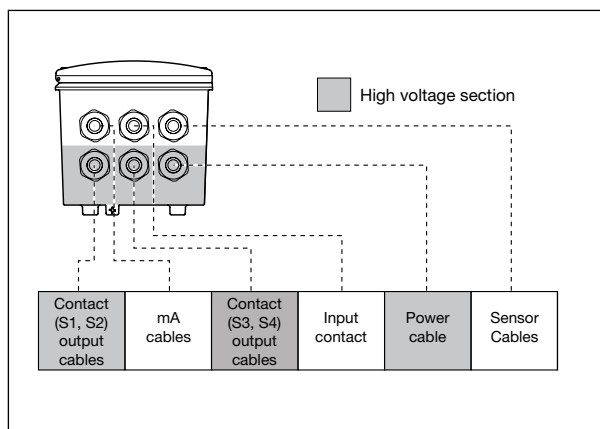 High voltage section
Contact
(S1, S2)
output
cables
mA
cables
Contact
(S3, S4)
output
cables
Input
contact
Power
cable
Sensor
Cables